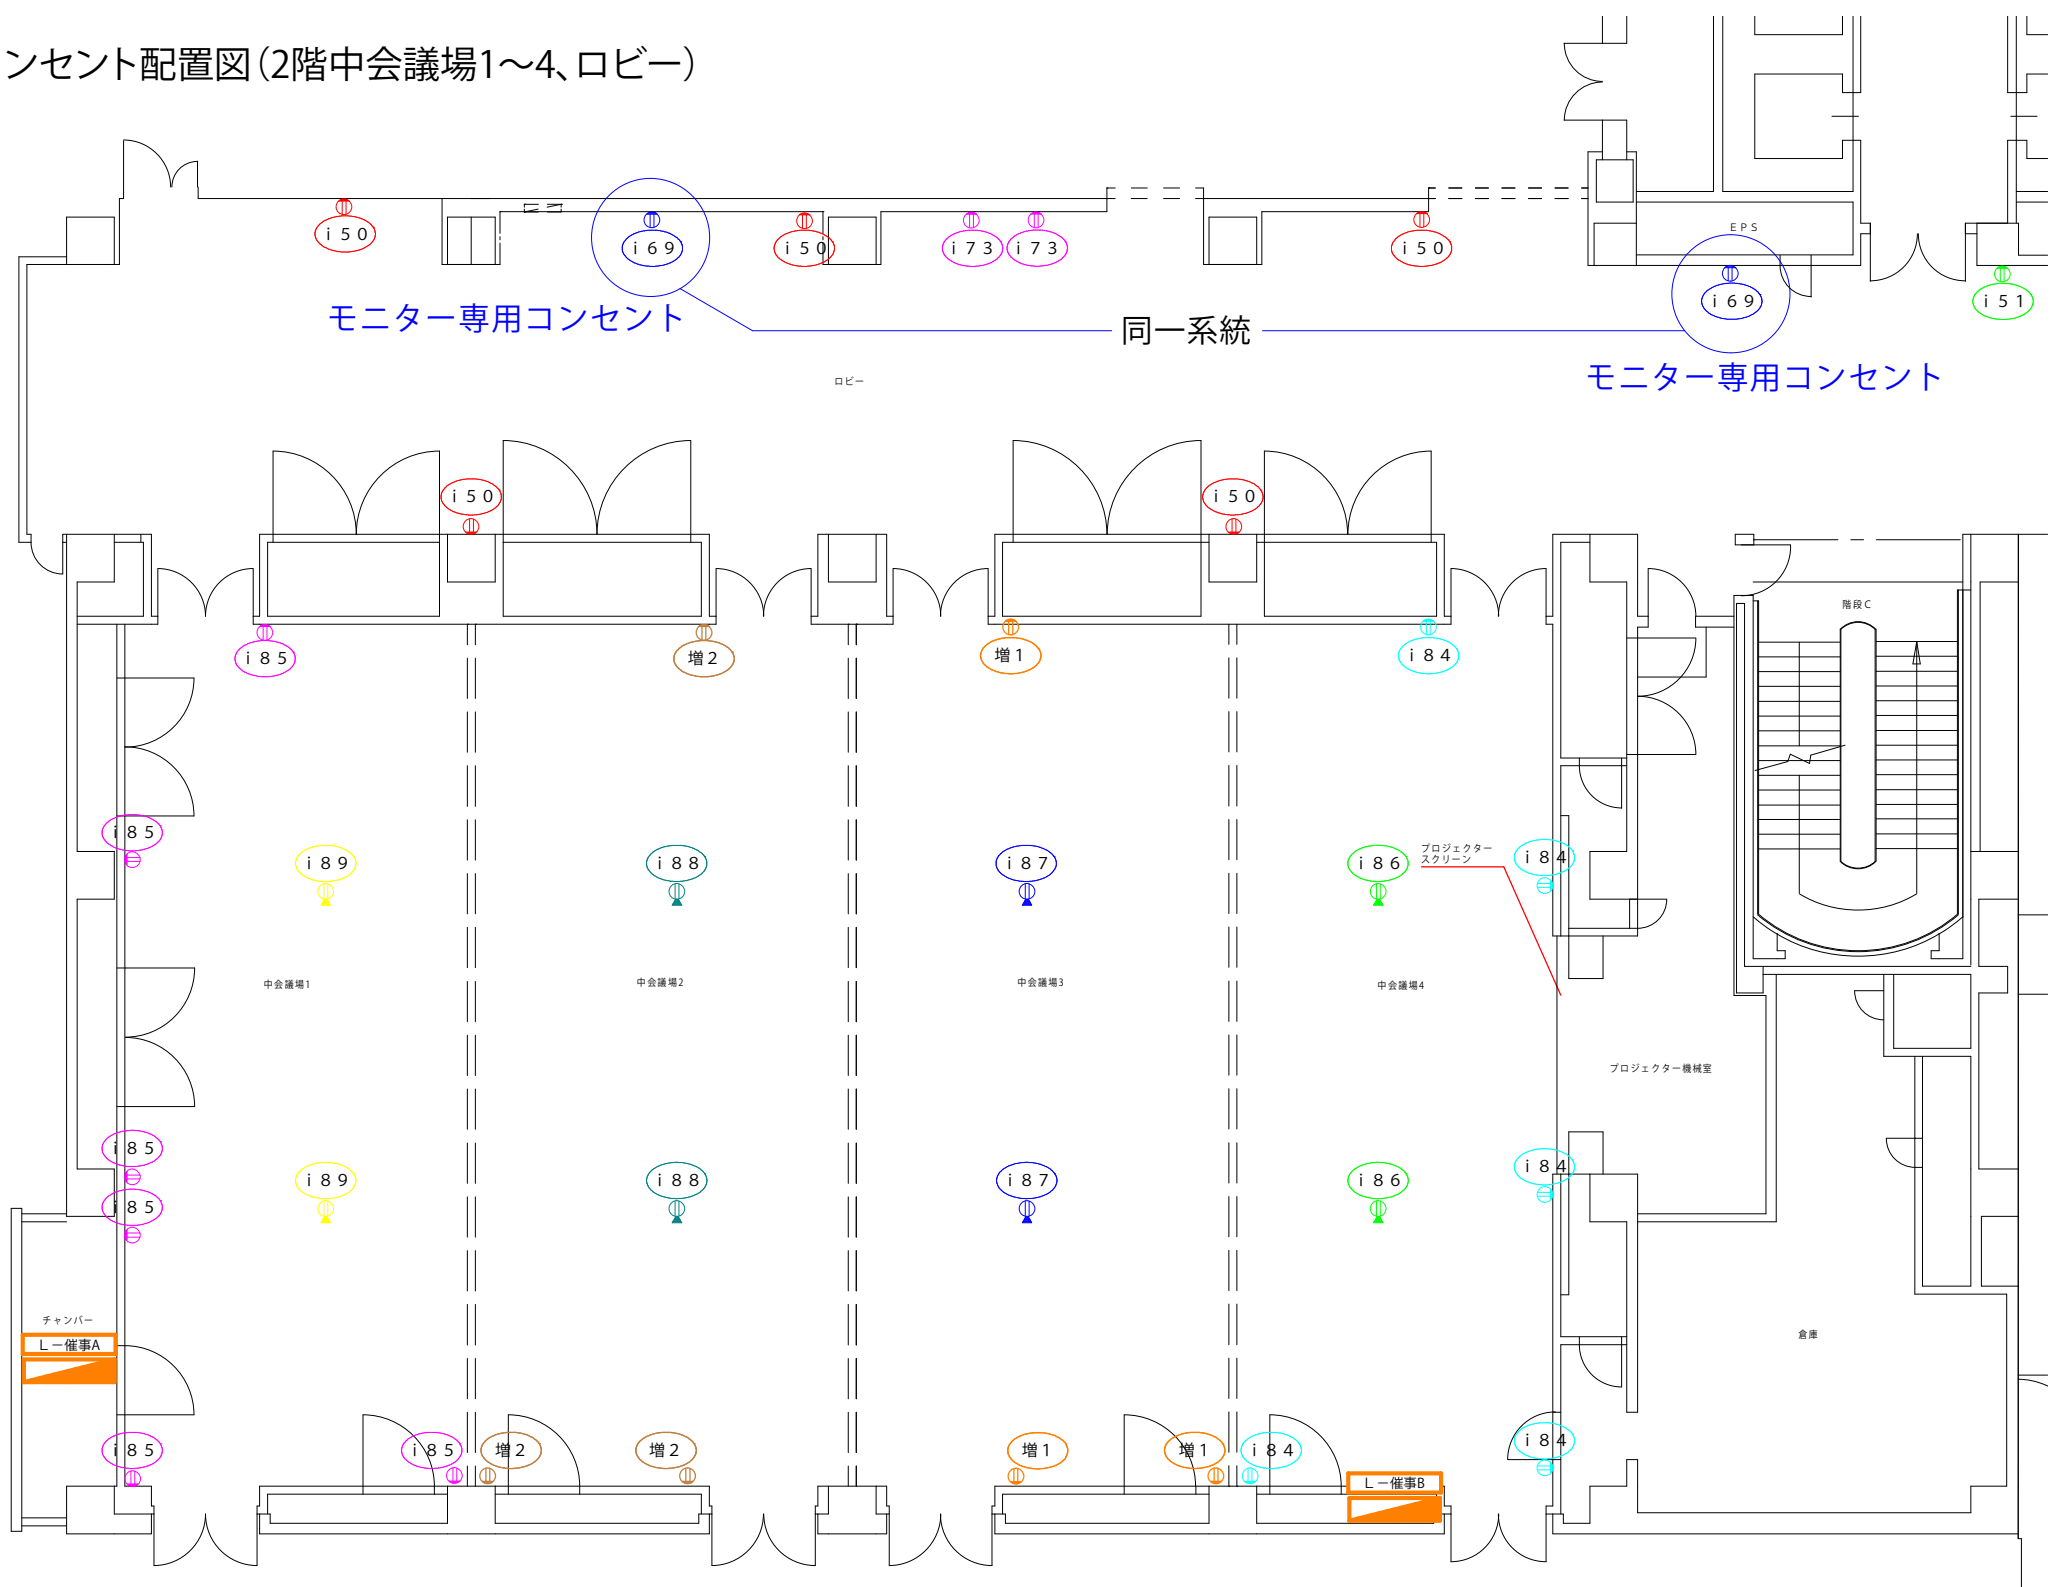 ンセント配置図(2階中会議場1～4、ロビー)
EPS
i50
i69
i50
i73
i73
i50
i69
i51
モニター専用コンセント
同一系統
モニター専用コンセント
ロビー
i50
i50
階段C
i85
増2
増1
i84
i85
i89
i88
i87
i86
プロジェクター
スクリーン
i84
中会議場1
中会議場2
中会議場3
中会議場4
プロジェクター機械室
i85
i89
i88
i87
i86
i84
i85
チャンバー
L－催事A
倉庫
i85
i85
増2
増2
増1
増1
i84
i84
L－催事B